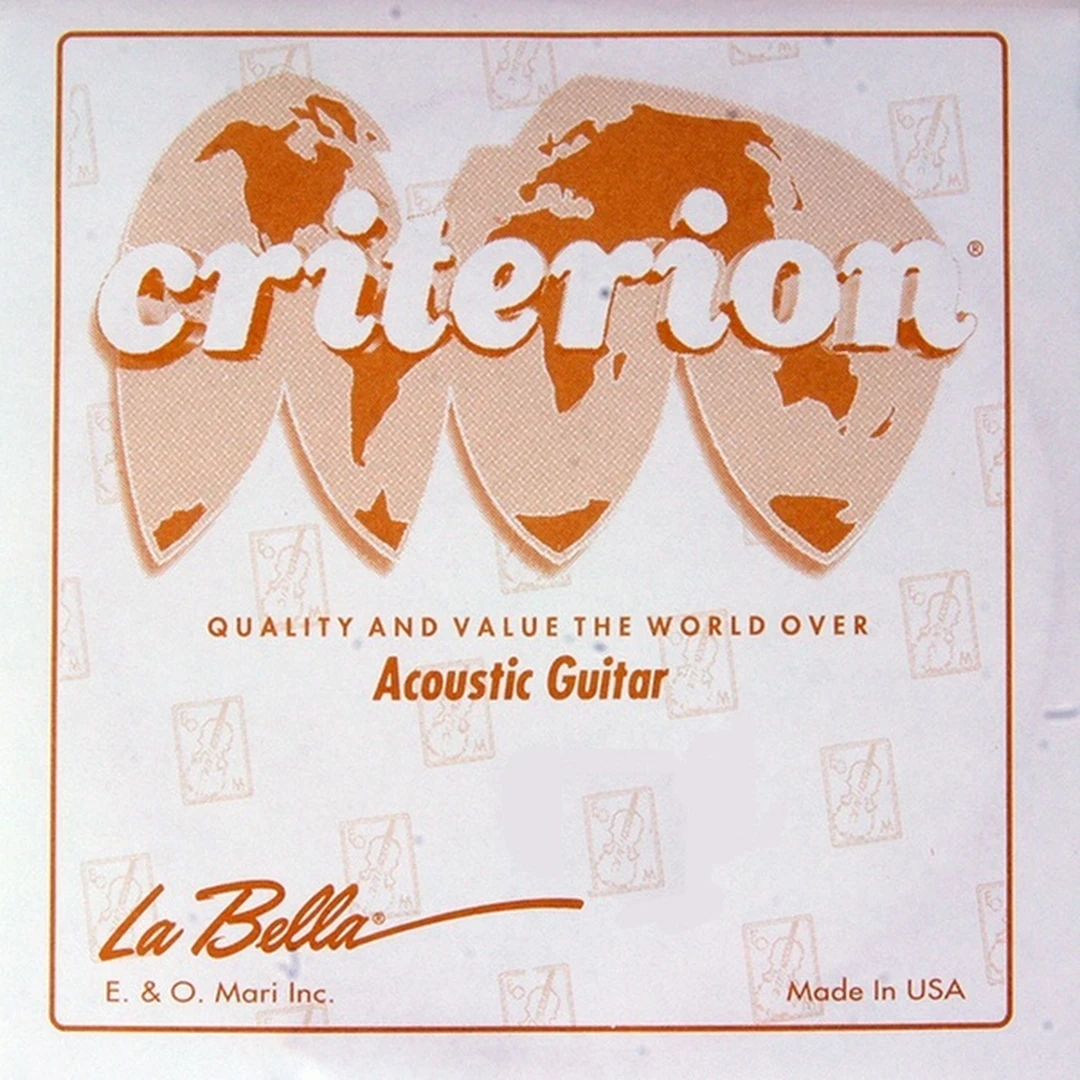 criterion®
QUALITY AND VALUE THE WORLD OVER
Acoustic Guitar
La Bella®
E. & O. Mari Inc.
Made In USA